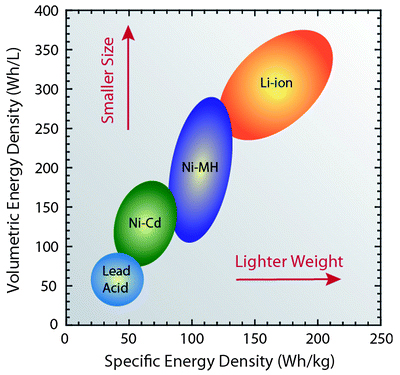 Volumetric Energy Density (Wh/L)
400
350
300
250
200
150
100
50
0
Smaller Size
Li-ion
Ni-MH
Ni-Cd
Lead
Acid
Lighter Weight
0 50 100 150 200 250
Specific Energy Density (Wh/kg)